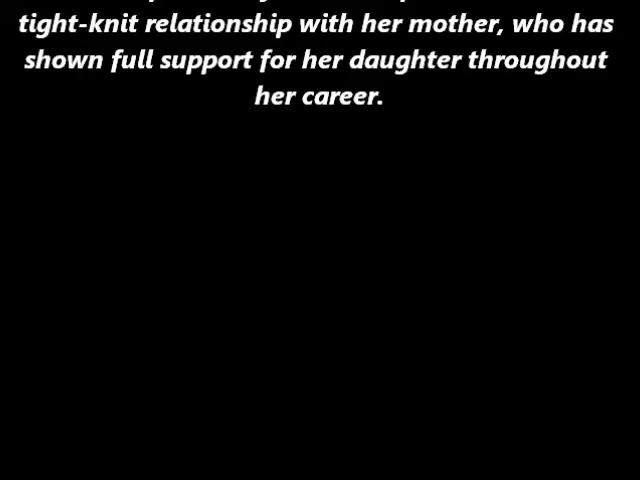 tight-knit relationship with her mother, who has
shown full support for her daughter throughout
her career.